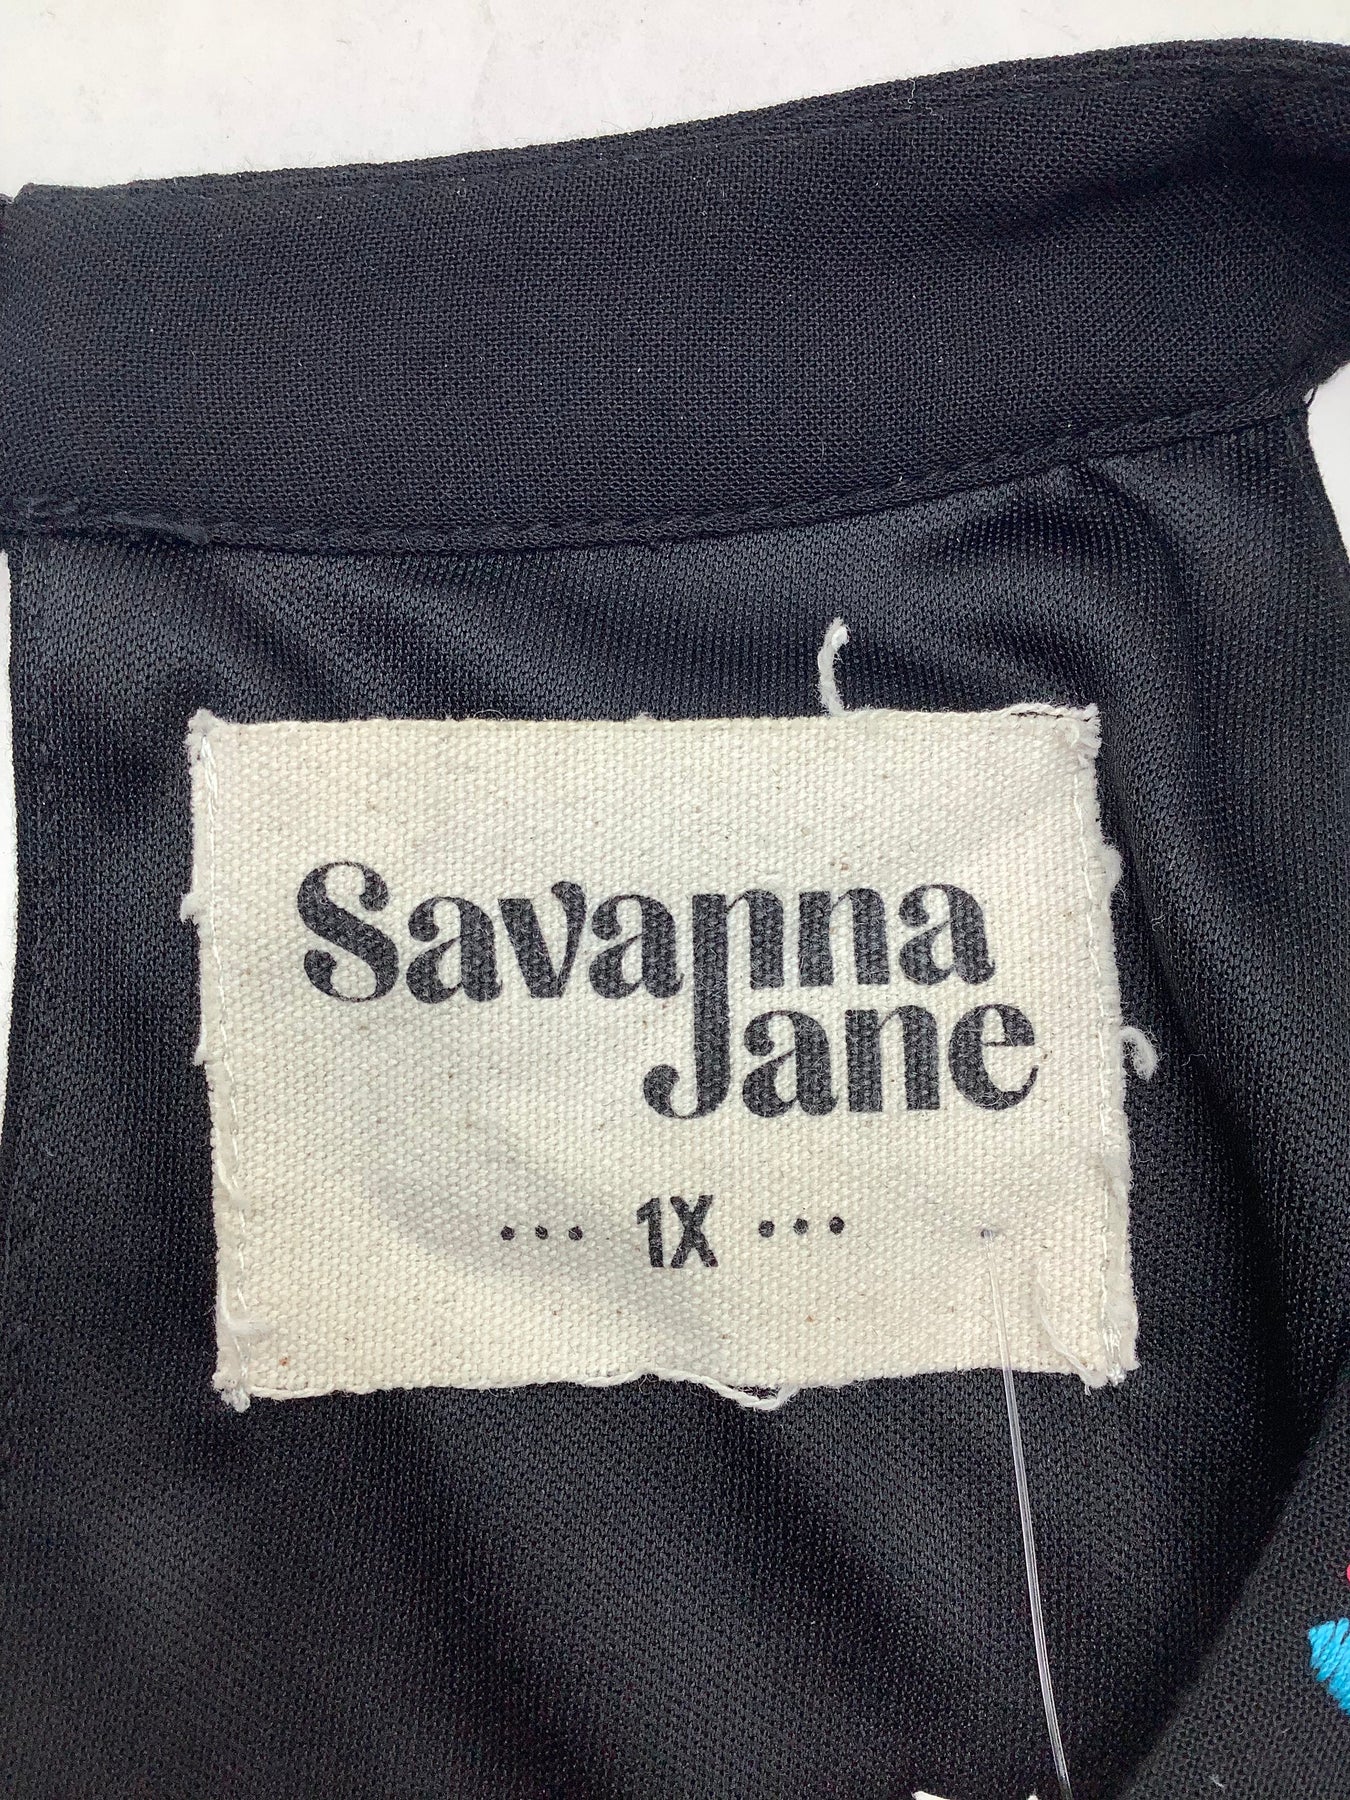 Savanna
Jane
••• 1X •••